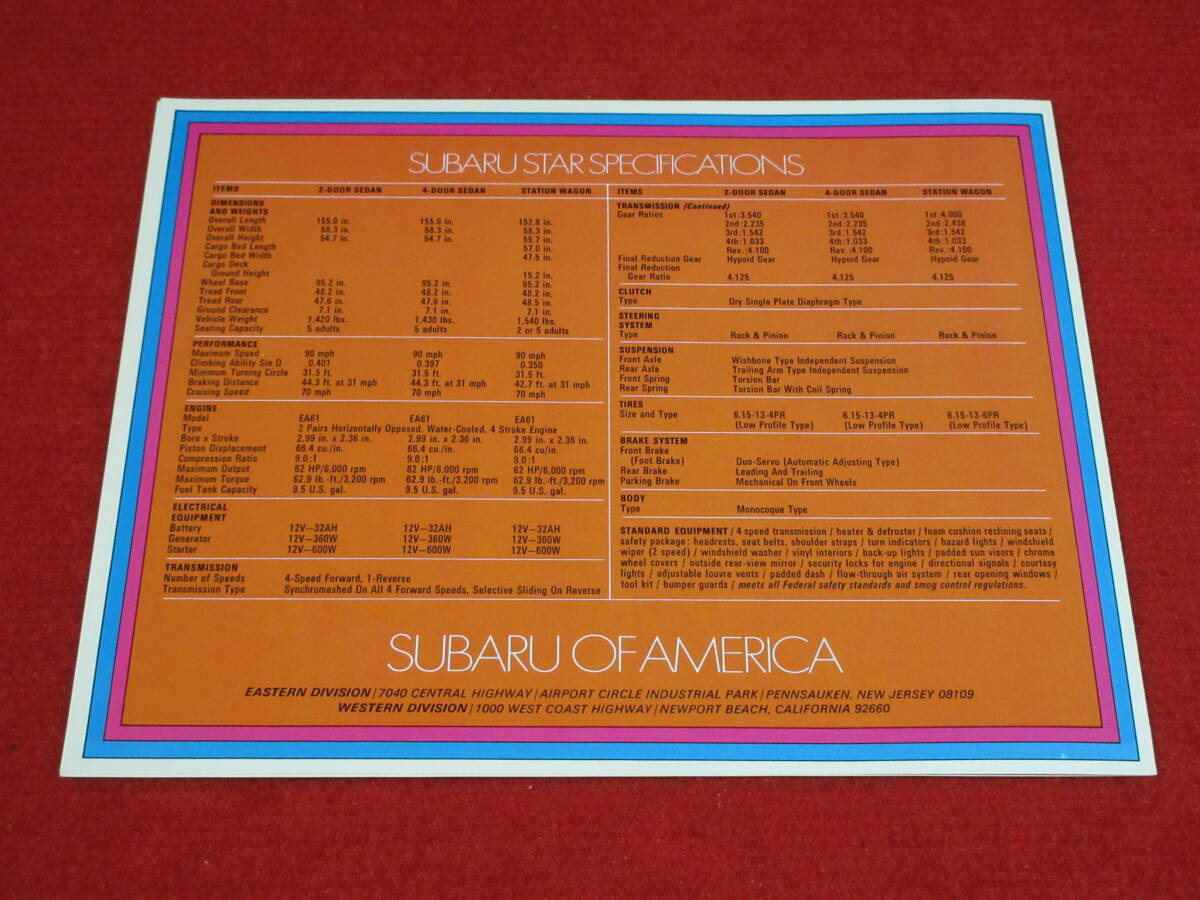 SUBARU STAR SPECIFICATIONS
ITEMS 2-DOOR SEDAN 4-DOOR SEDAN STATION WAGON
DIMENSIONS
AND WEIGHTS
Overall Length 155.0 in. 155.0 in. 152.8 in.
Overall Width 58.3 in. 58.3 in. 58.3 in.
Overall Height 54.7 in. 54.7 in. 55.7 in.
Cargo Bed Length 57.0 in.
Cargo Bed Width 47.5 in.
Cargo Deck
Ground Height 15.2 in.
Wheel Base 95.2 in. 95.2 in. 95.2 in.
Tread Front 48.2 in. 48.2 in. 48.2 in.
Tread Rear 47.6 in. 47.6 in. 48.5 in.
Ground Clearance 7.1 in. 7.1 in. 7.1 in.
Vehicle Weight 1,420 lbs. 1,430 lbs. 1,540 lbs.
Seating Capacity 5 adults 5 adults 2 or 5 adults
PERFORMANCE
Maximum Speed 90 mph 90 mph 90 mph
Climbing Ability Sin O 0.401 0.397 0.350
Minimum Turning Circle 31.5 ft. 31.5 ft. 31.5 ft.
Braking Distance 44.3 ft. at 31 mph 44.3 ft. at 31 mph 42.7 ft. at 31 mph
Cruising Speed 70 mph 70 mph 70 mph
ENGINE
Model EA61 EA61 EA61
Type 2 Pairs Horizontally Opposed, Water-Cooled, 4 Stroke Engine
Bore x Stroke 2.99 in. x 2.36 in. 2.99 in. x 2.36 in. 2.99 in. x 2.36 in.
Piston Displacement 66.4 cu./in. 66.4 cu./in. 66.4 cu/in.
Compression Ratio 9.0:1 9.0:1 9.0:1
Maximum Output 62 HP/6,000 rpm 62 HP/6,000 rpm 62 HP/6,000 rpm
Maximum Torque 62.9 lb.-ft./3,200 rpm 62.9 lb.-ft./3,200 rpm 62.9 lb.-ft./3,200 rpm
Fuel Tank Capacity 9.5 U.S. gal. 9.5 U.S. gal. 9.5 U.S. gal.
ELECTRICAL
EQUIPMENT
Battery 12V—32AH 12V—32AH 12V—32AH
Generator 12V—360W 12V—360W 12V—360W
Starter 12V—600W 12V—600W 12V—600W
TRANSMISSION
Number of Speeds 4-Speed Forward, 1-Reverse
Transmission Type Synchromeshed On All 4 Forward Speeds, Selective Sliding On Reverse
ITEMS 2-DOOR SEDAN 4-DOOR SEDAN STATION WAGON
TRANSMISSION (Continued)
Gear Ratios 1st:3.540 1st:3.540 1st:4.000
2nd:2.235 2nd:2.235 2nd:2.438
3rd:1.542 3rd:1.542 3rd:1.542
4th:1.033 4th:1.033 4th:1.033
Rev.:4.100 Rev.:4.100 Rev.:4.100
Final Reduction Gear Hypoid Gear Hypoid Gear Hypoid Gear
Final Reduction
Gear Ratio 4.125 4.125 4.125
CLUTCH
Type Dry Single Plate Diaphragm Type
STEERING
SYSTEM
Type Rack & Pinion Rack & Pinion Rack & Pinion
SUSPENSION
Front Axle Wishbone Type Independent Suspension
Rear Axle Trailing Arm Type Independent Suspension
Front Spring Torsion Bar
Rear Spring Torsion Bar With Coil Spring
TIRES
Size and Type 6.15-13-4PR 6.15-13-4PR 6.15-13-6PR
(Low Profile Type) (Low Profile Type) (Low Profile Type)
BRAKE SYSTEM
Front Brake
(Foot Brake) Duo-Servo (Automatic Adjusting Type)
Rear Brake Leading And Trailing
Parking Brake Mechanical On Front Wheels
BODY
Type Monocoque Type
STANDARD EQUIPMENT / 4 speed transmission / heater & defroster / foam cushion reclining seats /
safety package: headrests, seat belts, shoulder straps / turn indicators / hazard lights / windshield
wiper (2 speed) / windshield washer / vinyl interiors / back-up lights / padded sun visors / chrome
wheel covers / outside rear-view mirror / security locks for engine / directional signals / courtesy
lights / adjustable louvre vents / padded dash / flow-through air system / rear opening windows /
tool kit / bumper guards / meets all Federal safety standards and smog control regulations.
SUBARU OF AMERICA
EASTERN DIVISION / 7040 CENTRAL HIGHWAY / AIRPORT CIRCLE INDUSTRIAL PARK / PENNSAUKEN, NEW JERSEY 08109
WESTERN DIVISION / 1000 WEST COAST HIGHWAY / NEWPORT BEACH, CALIFORNIA 92660